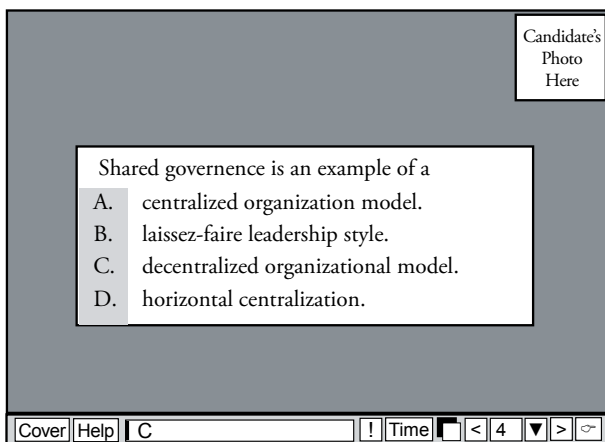 Candidate's
Photo
Here
Shared governence is an example of a
A. centralized organization model.
B. laissez-faire leadership style.
C. decentralized organizational model.
D. horizontal centralization.
Cover Help C ! Time < 4 ▼ > ☞